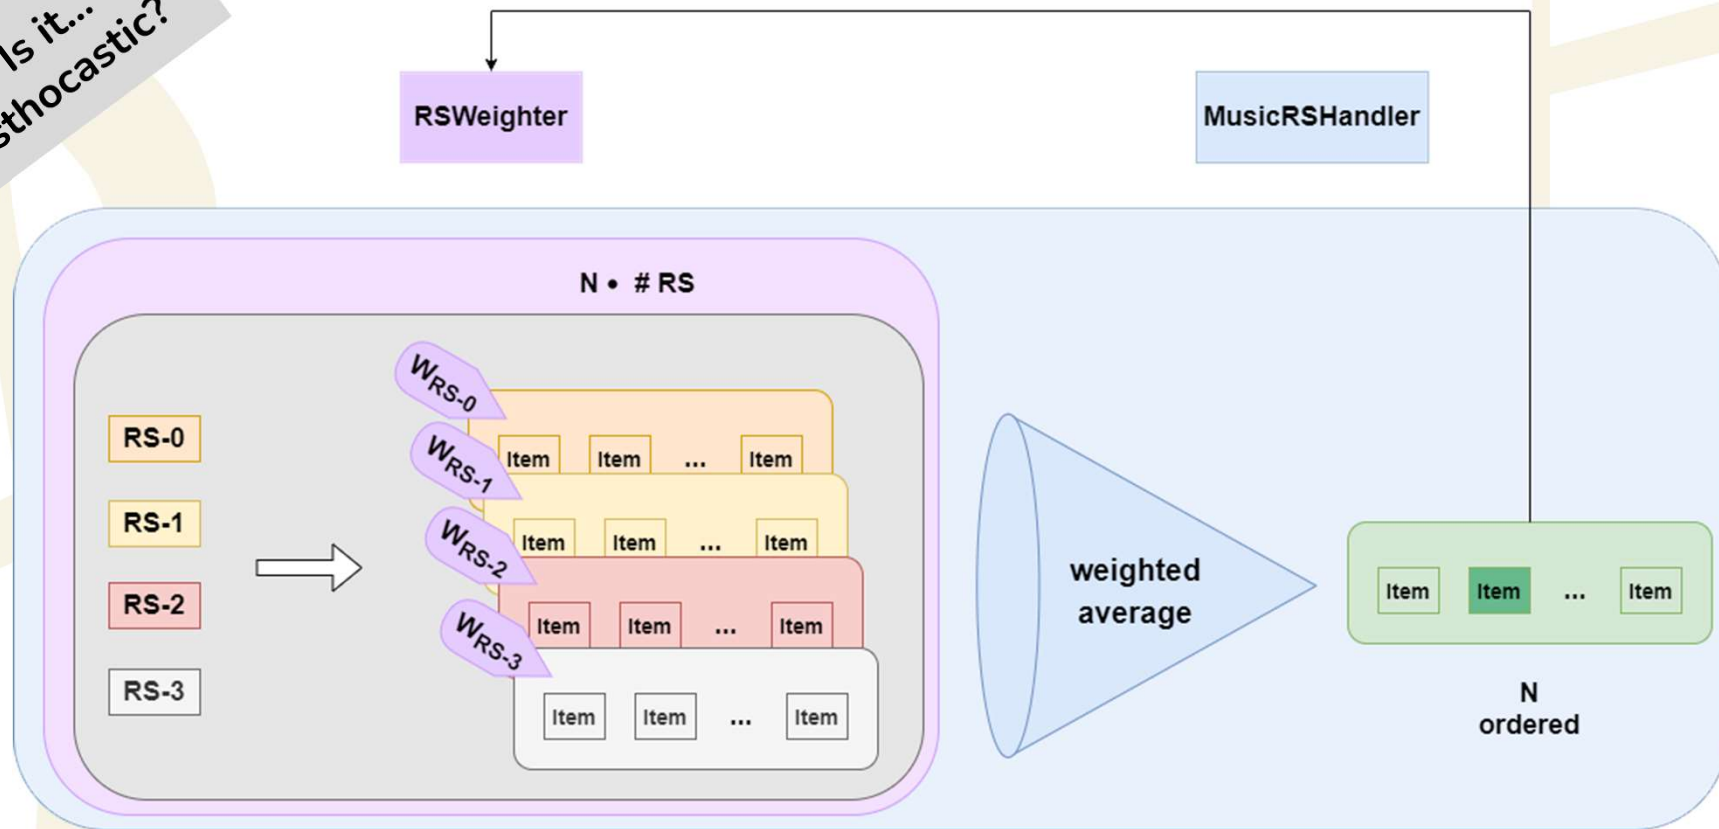 Is it...
sthocastic?
RSWeighter
MusicRSHandler
N • # RS
W_RS-0
RS-0
Item Item ... Item
W_RS-1
RS-1
Item Item ... Item
W_RS-2
RS-2
Item Item ... Item
W_RS-3
RS-3
Item Item ... Item
weighted
average
Item Item ... Item
N
ordered